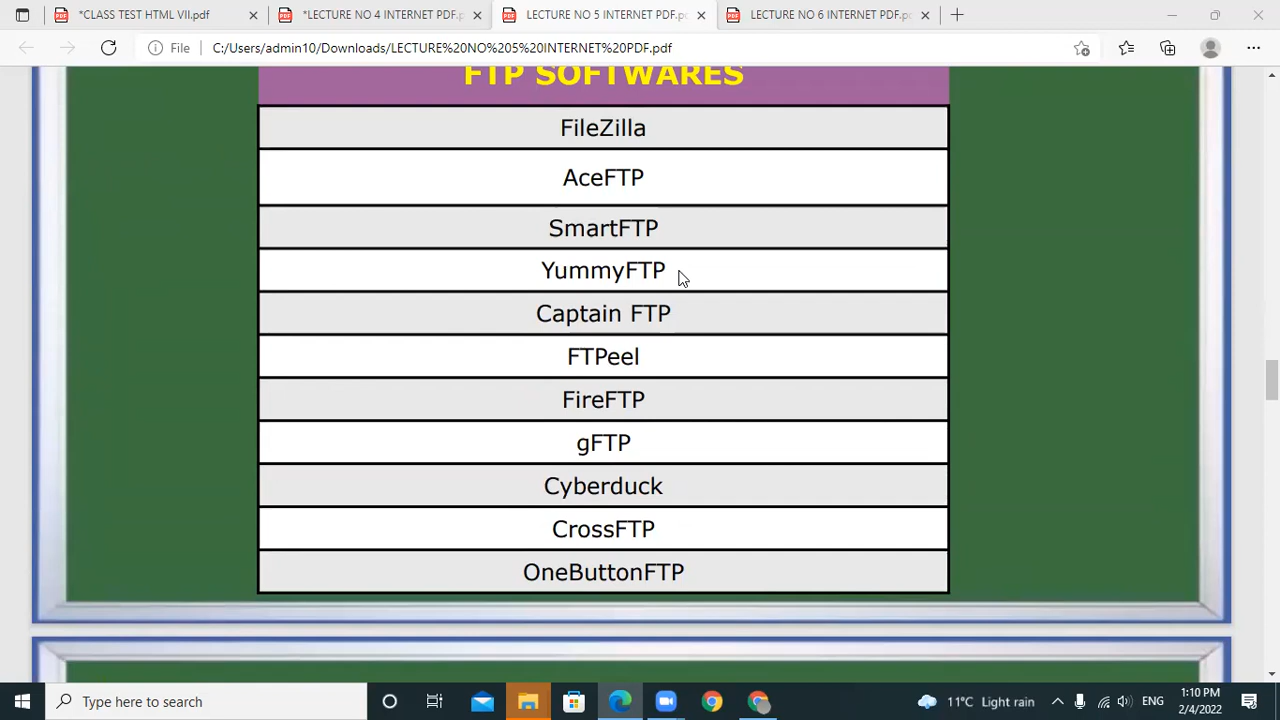 *CLASS TEST HTML VII.pdf
*LECTURE NO 4 INTERNET PDF.p
LECTURE NO 5 INTERNET PDF.pd
LECTURE NO 6 INTERNET PDF.pd
File
C:/Users/admin10/Downloads/LECTURE%20NO%205%20INTERNET%20PDF.pdf
FTP SOFTWARES
FileZilla
AceFTP
SmartFTP
YummyFTP
Captain FTP
FTPeel
FireFTP
gFTP
Cyberduck
CrossFTP
OneButtonFTP
Type here to search
11°C Light rain
ENG
1:10 PM
2/4/2022